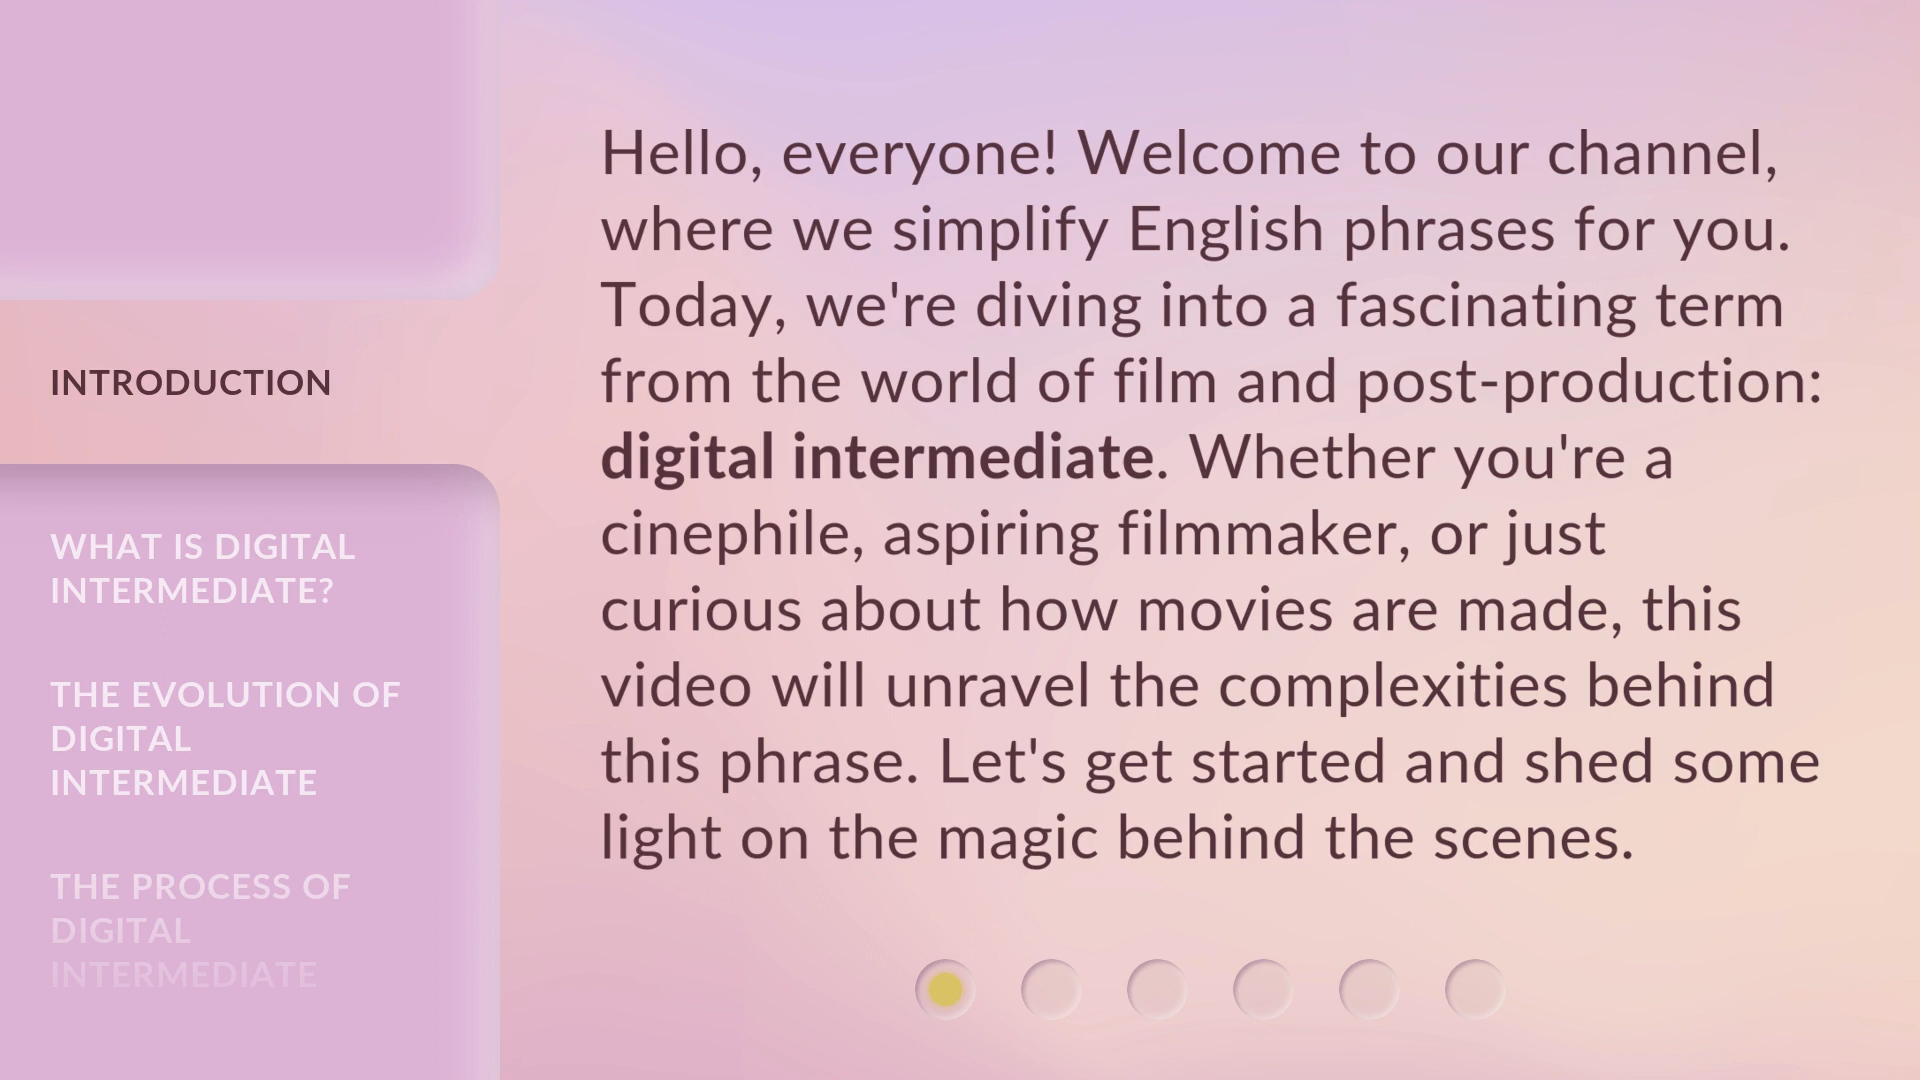 INTRODUCTION
WHAT IS DIGITAL
INTERMEDIATE?
THE EVOLUTION OF
DIGITAL
INTERMEDIATE
THE PROCESS OF
DIGITAL
INTERMEDIATE
Hello, everyone! Welcome to our channel,
where we simplify English phrases for you.
Today, we're diving into a fascinating term
from the world of film and post-production:
digital intermediate. Whether you're a
cinephile, aspiring filmmaker, or just
curious about how movies are made, this
video will unravel the complexities behind
this phrase. Let's get started and shed some
light on the magic behind the scenes.